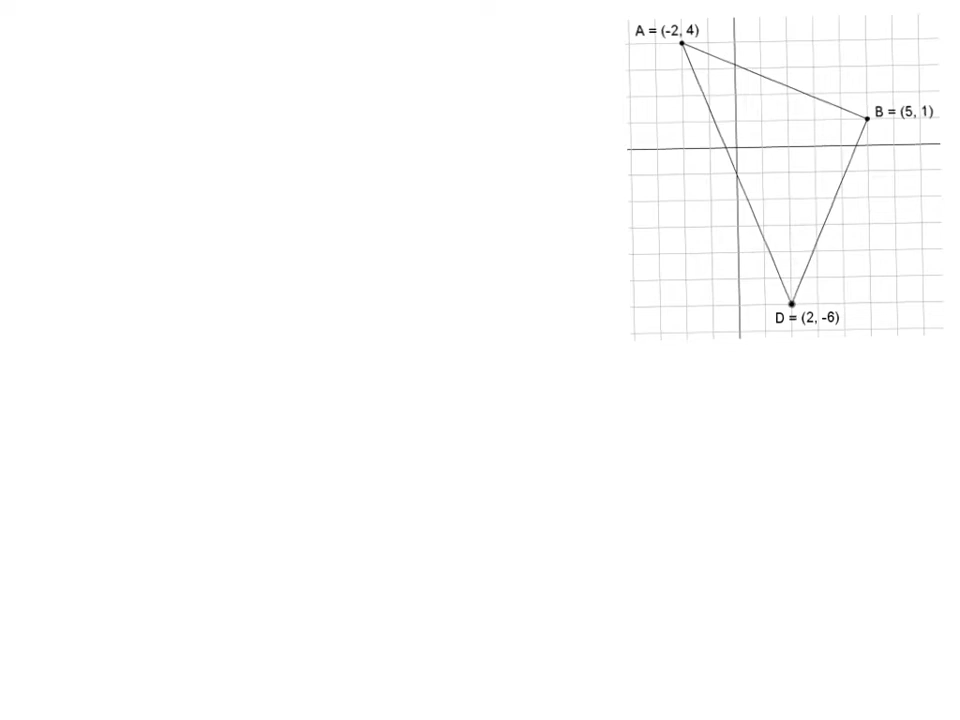 A = (-2, 4)
B = (5, 1)
D = (2, -6)